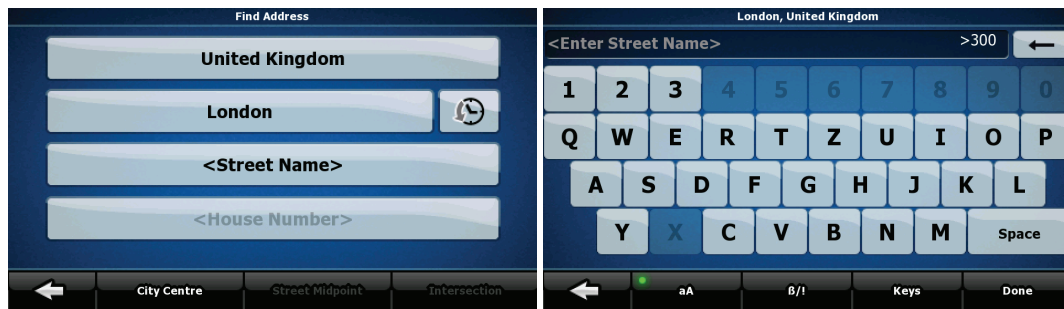 Find Address
United Kingdom
London
<Street Name>
<House Number>
City Centre Street Midpoint Intersection
London, United Kingdom
<Enter Street Name> >300
1 2 3 4 5 6 7 8 9 0
Q W E R T Z U I O P
A S D F G H J K L
Y X C V B N M Space
aA ß/! Keys Done